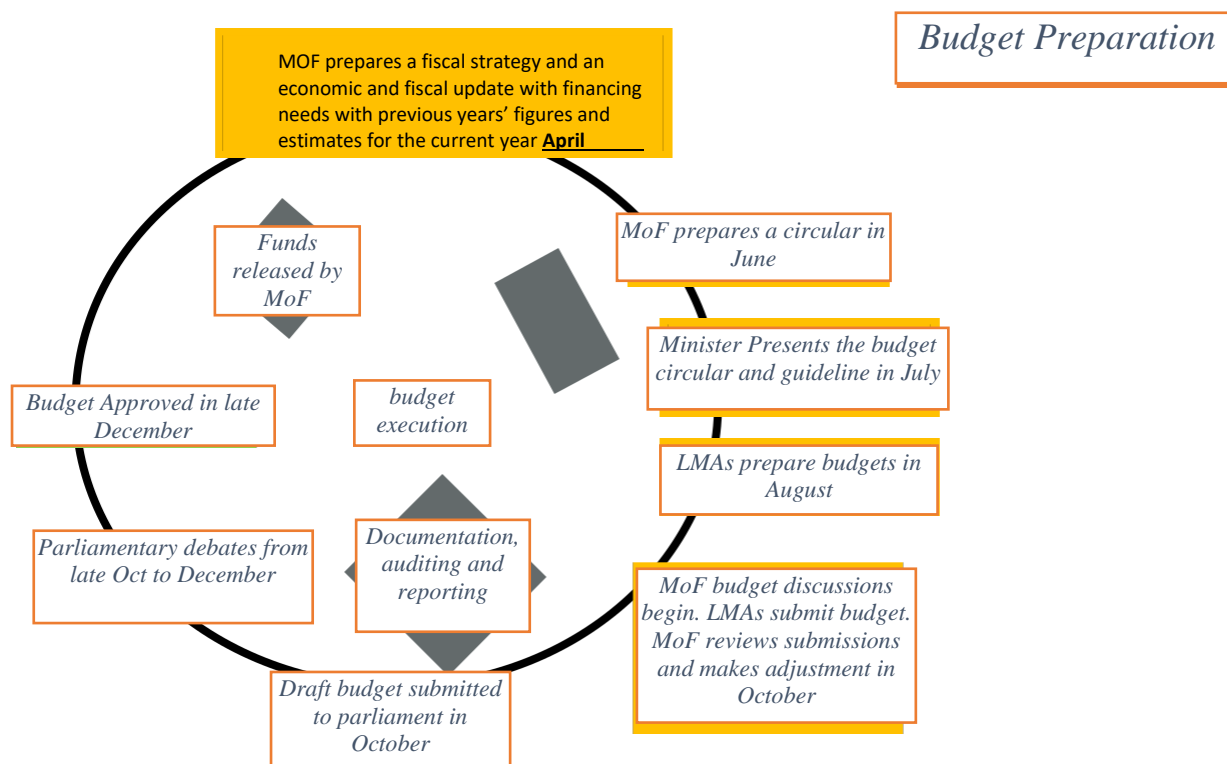 Budget Preparation
MOF prepares a fiscal strategy and an
economic and fiscal update with financing
needs with previous years’ figures and
estimates for the current year April
MoF prepares a circular in
June
Minister Presents the budget
circular and guideline in July
LMAs prepare budgets in
August
MoF budget discussions
begin. LMAs submit budget.
MoF reviews submissions
and makes adjustment in
October
Draft budget submitted
to parliament in
October
Parliamentary debates from
late Oct to December
Budget Approved in late
December
Funds
released by
MoF
budget
execution
Documentation,
auditing and
reporting